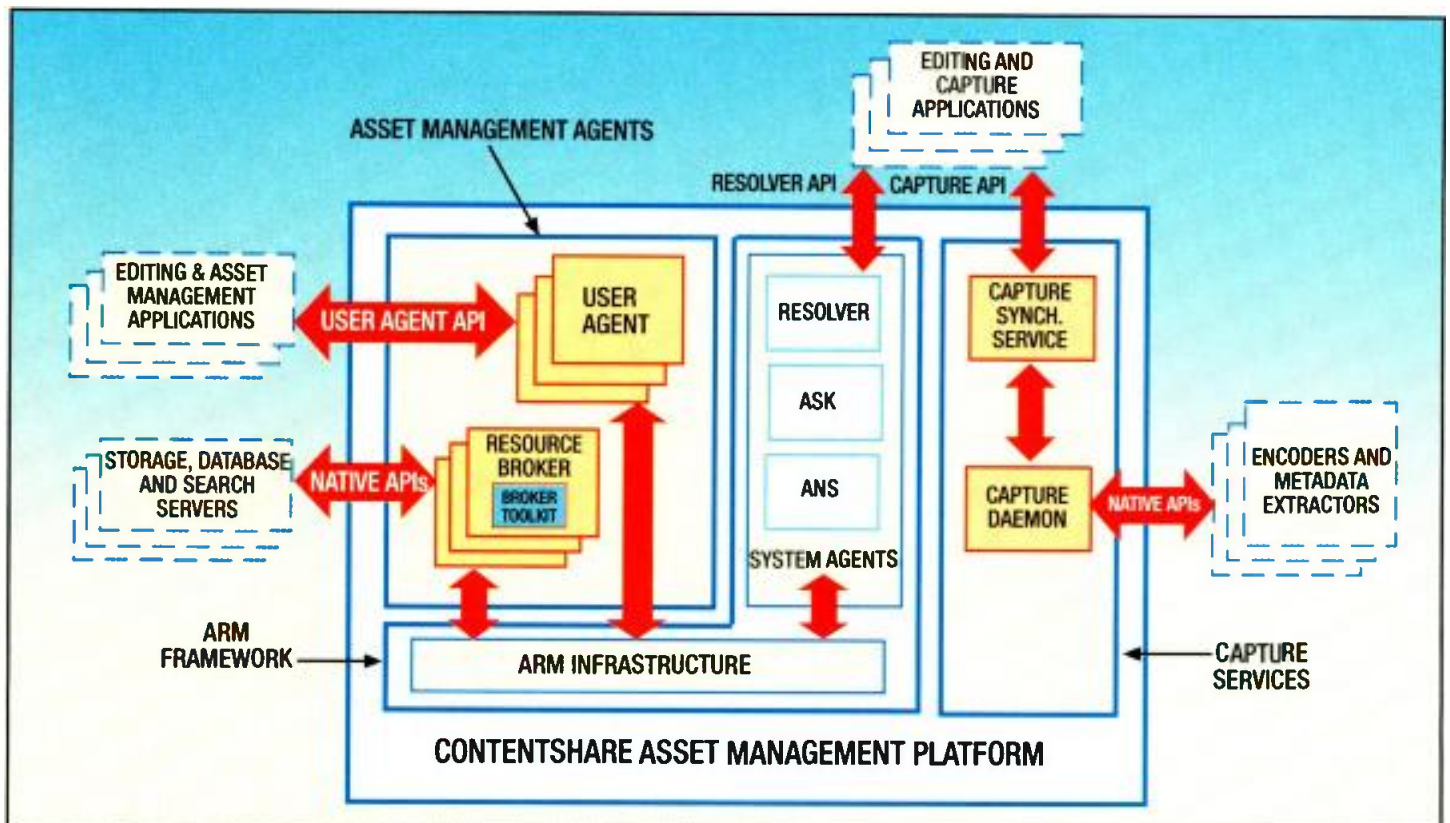 EDITING AND
CAPTURE
APPLICATIONS
ASSET MANAGEMENT AGENTS
RESOLVER API
CAPTURE API
EDITING & ASSET
MANAGEMENT
APPLICATIONS
USER AGENT API
USER
AGENT
RESOLVER
CAPTURE
SYNCH.
SERVICE
ASK
STORAGE, DATABASE
AND SEARCH
SERVERS
NATIVE APIs
RESOURCE
BROKER
BROKER
TOOLKIT
ANS
SYSTEM AGENTS
CAPTURE
DAEMON
NATIVE APIs
ENCODERS AND
METADATA
EXTRACTORS
ARM
FRAMEWORK
ARM INFRASTRUCTURE
CAPTURE
SERVICES
CONTENTSHARE ASSET MANAGEMENT PLATFORM